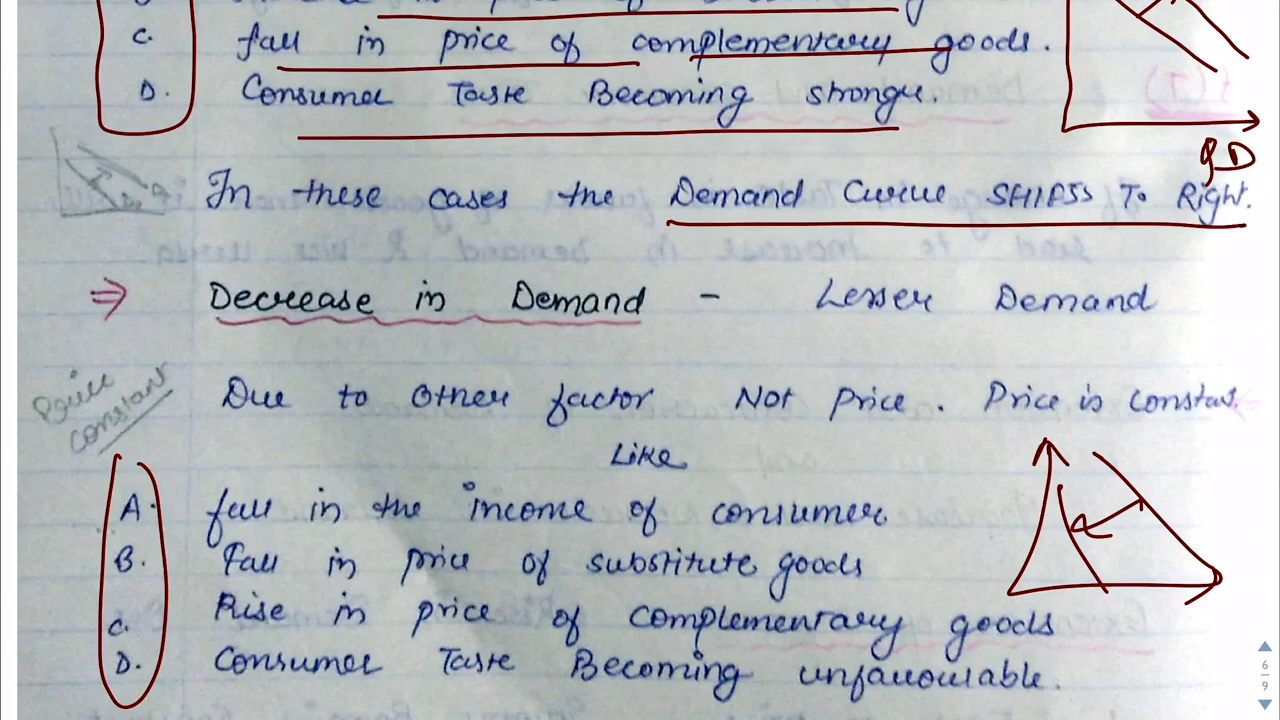 C. fall in price of complementary goods.
D. Consumer Taste Becoming stronger.
QD
In these cases the Demand Curve SHIFTS To Right.
⇒ Decrease in Demand - Lesser Demand
Price constant
Due to other factor Not price. Price is constant
Like
A. fall in the income of consumer
B. Fall in price of substitute goods
C. Rise in price of complementary goods
D. Consumer Taste Becoming unfavourable.
6
9